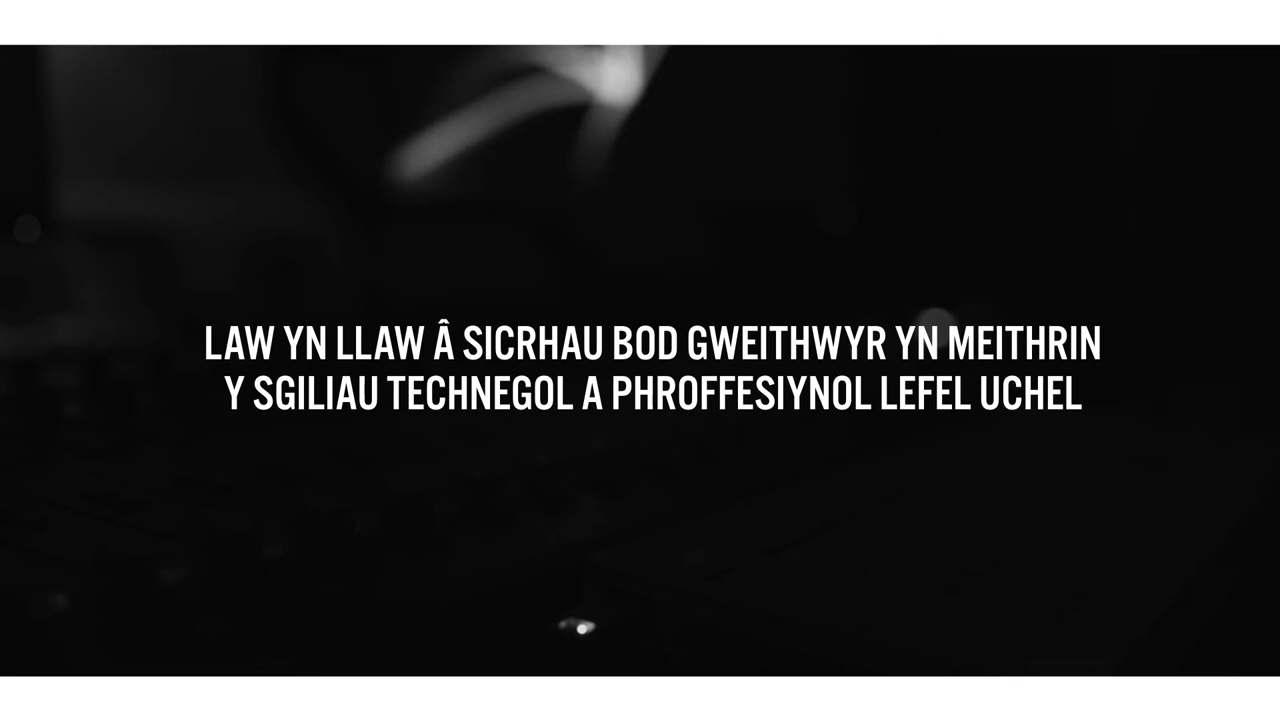 LAW YN LLAW Â SICRHAU BOD GWEITHWYR YN MEITHRIN
Y SGILIAU TECHNEGOL A PHROFFESIYNOL LEFEL UCHEL